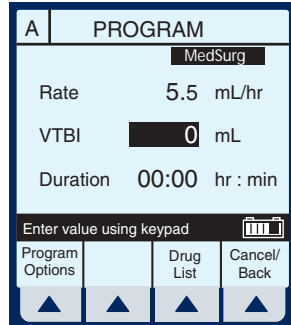 A PROGRAM
MedSurg
Rate 5.5 mL/hr
VTBI 0 mL
Duration 00:00 hr : min
Enter value using keypad
Program Options
Drug List
Cancel/ Back